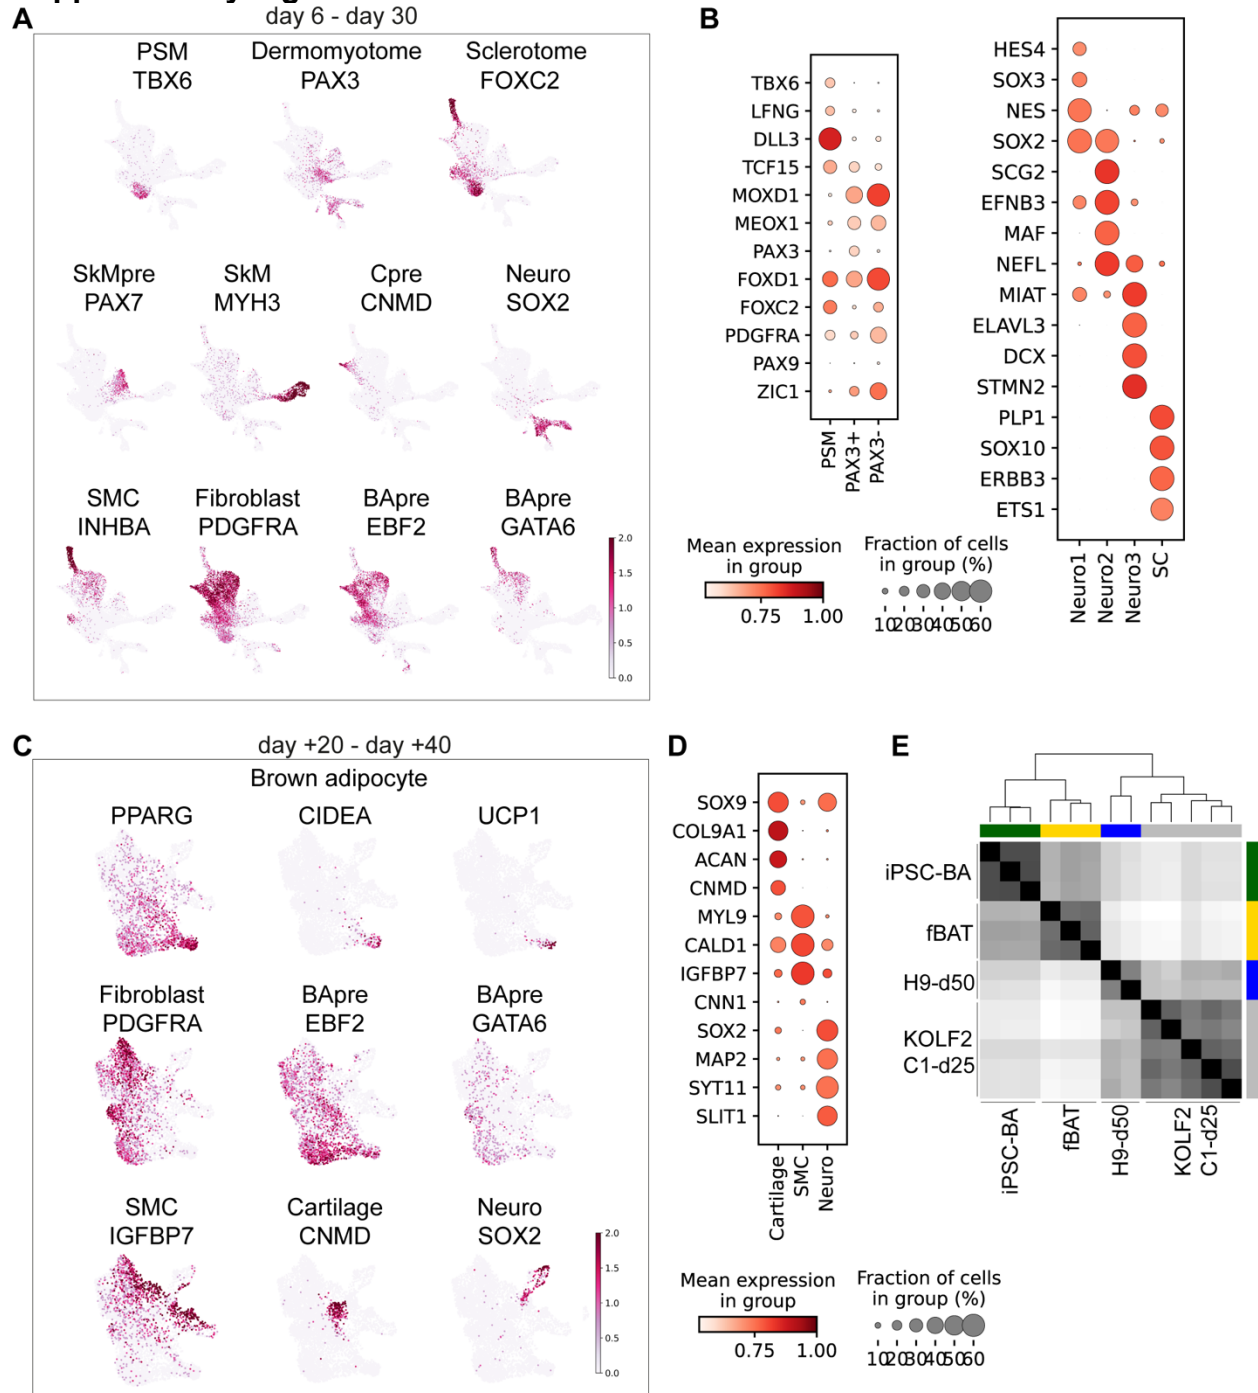 A
day 6 - day 30
PSM
TBX6
Dermomyotome
PAX3
Sclerotome
FOXC2
SkMpre
PAX7
SkM
MYH3
Cpre
CNMD
Neuro
SOX2
SMC
INHBA
Fibroblast
PDGFRA
BApre
EBF2
BApre
GATA6
2.0
1.5
1.0
0.5
0.0
B
TBX6
LFNG
DLL3
TCF15
MOXD1
MEOX1
PAX3
FOXD1
FOXC2
PDGFRA
PAX9
ZIC1
PSM
PAX3+
PAX3-
HES4
SOX3
NES
SOX2
SCG2
EFNB3
MAF
NEFL
MIAT
ELAVL3
DCX
STMN2
PLP1
SOX10
ERBB3
ETS1
Neuro1
Neuro2
Neuro3
SC
Mean expression
in group
0.75 1.00
Fraction of cells
in group (%)
10 20 30 40 50 60
C
day +20 - day +40
Brown adipocyte
PPARG
CIDEA
UCP1
Fibroblast
PDGFRA
BApre
EBF2
BApre
GATA6
SMC
IGFBP7
Cartilage
CNMD
Neuro
SOX2
2.0
1.5
1.0
0.5
0.0
D
SOX9
COL9A1
ACAN
CNMD
MYL9
CALD1
IGFBP7
CNN1
SOX2
MAP2
SYT11
SLIT1
Cartilage
SMC
Neuro
Mean expression
in group
0.75 1.00
Fraction of cells
in group (%)
10 20 30 40 50 60
E
iPSC-BA
fBAT
H9-d50
KOLF2
C1-d25
iPSC-BA
fBAT
H9-d50
KOLF2
C1-d25